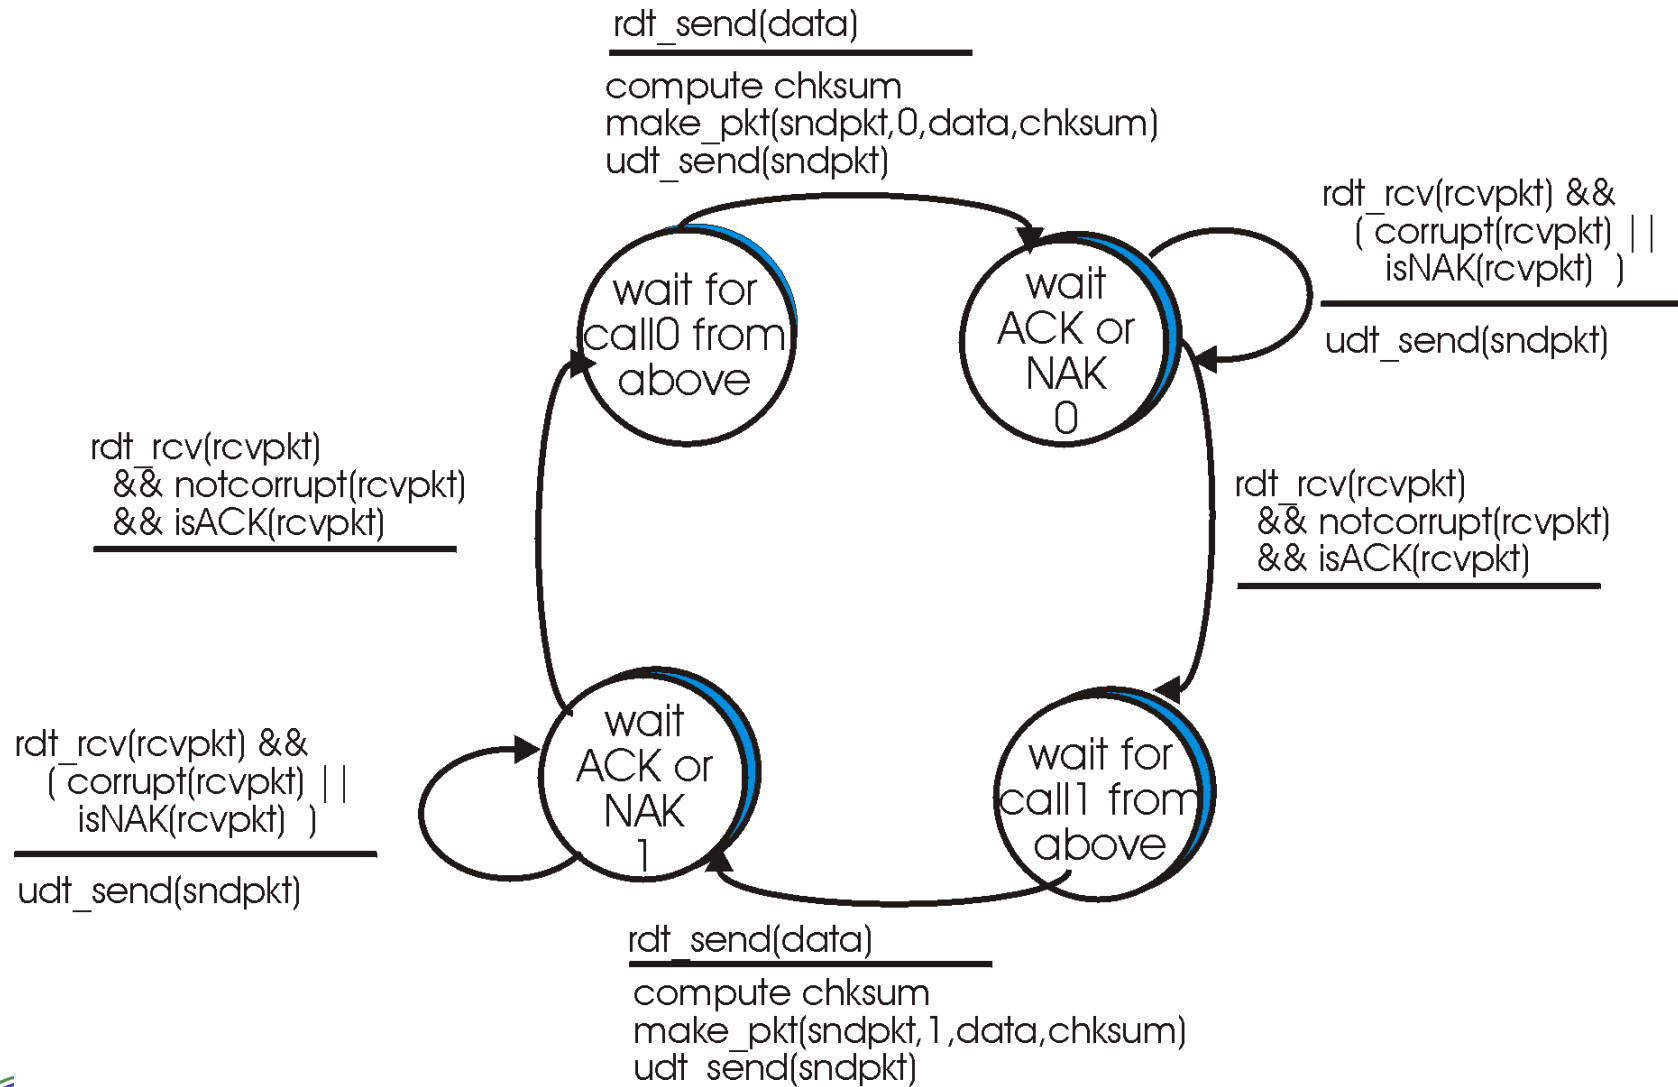 rdt_send(data)
compute chksum
make_pkt(sndpkt,0,data,chksum)
udt_send(sndpkt)
rdt_rcv(rcvpkt) &&
( corrupt(rcvpkt) ||
isNAK(rcvpkt) )
udt_send(sndpkt)
wait for
call0 from
above
wait
ACK or
NAK
0
rdt_rcv(rcvpkt)
&& notcorrupt(rcvpkt)
&& isACK(rcvpkt)
rdt_rcv(rcvpkt)
&& notcorrupt(rcvpkt)
&& isACK(rcvpkt)
rdt_rcv(rcvpkt) &&
( corrupt(rcvpkt) ||
isNAK(rcvpkt) )
udt_send(sndpkt)
wait
ACK or
NAK
1
wait for
call1 from
above
rdt_send(data)
compute chksum
make_pkt(sndpkt,1,data,chksum)
udt send(sndpkt)